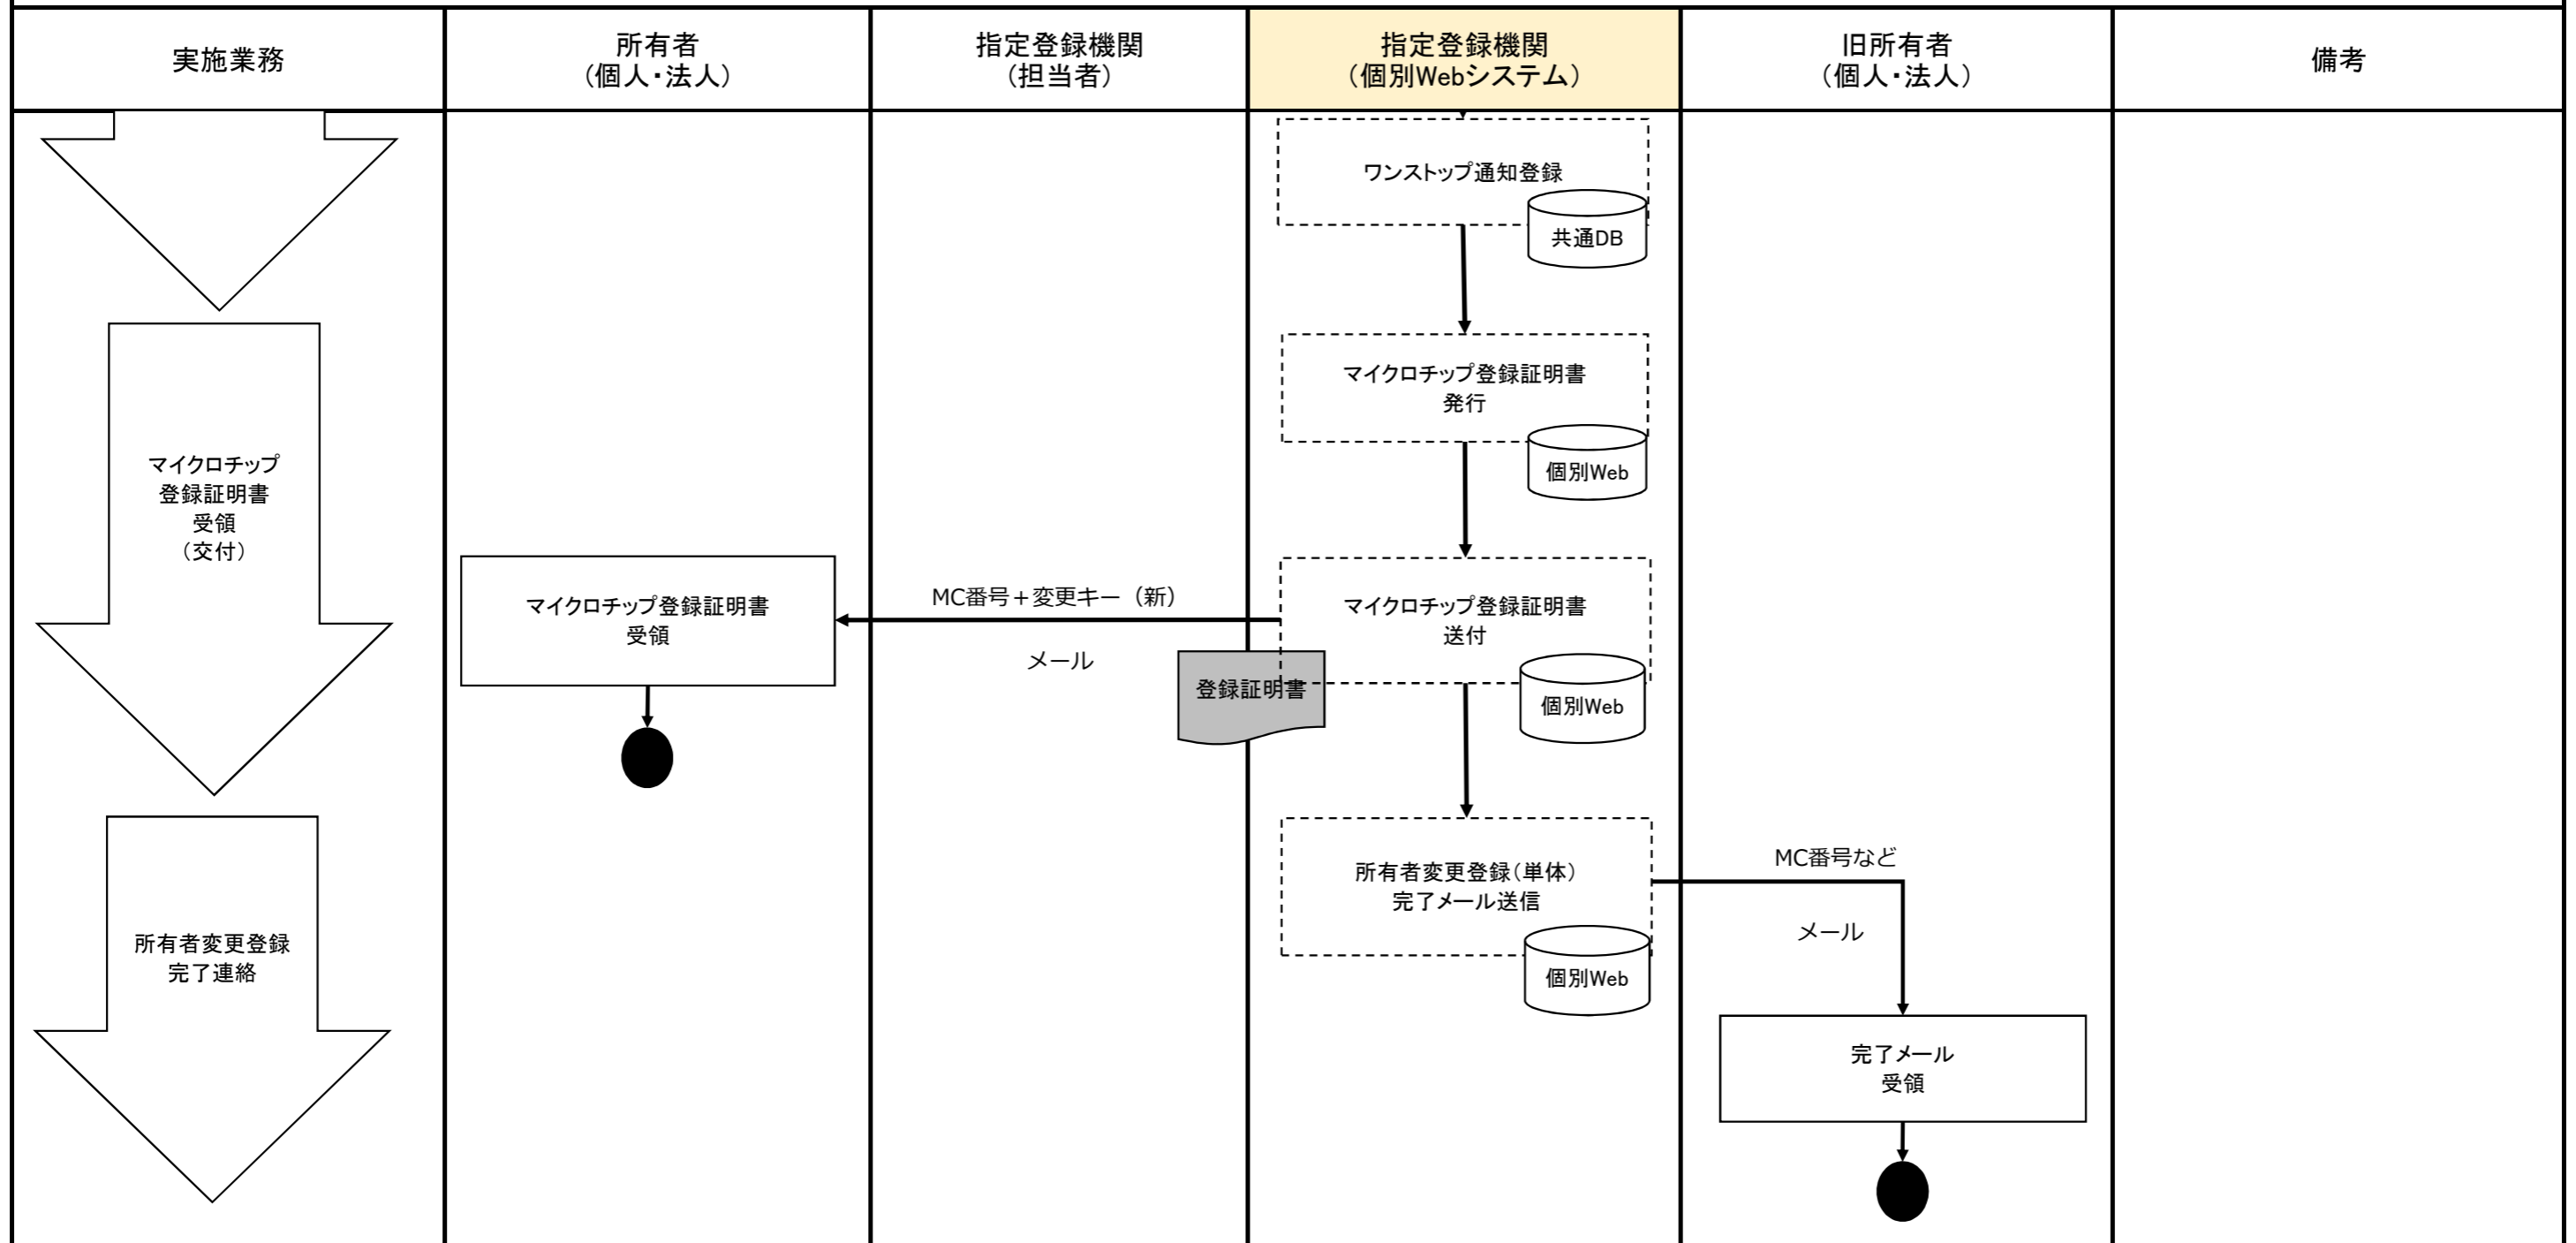 実施業務
所有者
（個人・法人）
指定登録機関
（担当者）
指定登録機関
（個別Webシステム）
旧所有者
（個人・法人）
備考
ワンストップ通知登録
共通DB
マイクロチップ登録証明書
発行
個別Web
マイクロチップ
登録証明書
受領
（交付）
マイクロチップ登録証明書
受領
MC番号＋変更キー（新）
メール
マイクロチップ登録証明書
送付
登録証明書
個別Web
所有者変更登録
完了連絡
所有者変更登録（単体）
完了メール送信
個別Web
MC番号など
メール
完了メール
受領